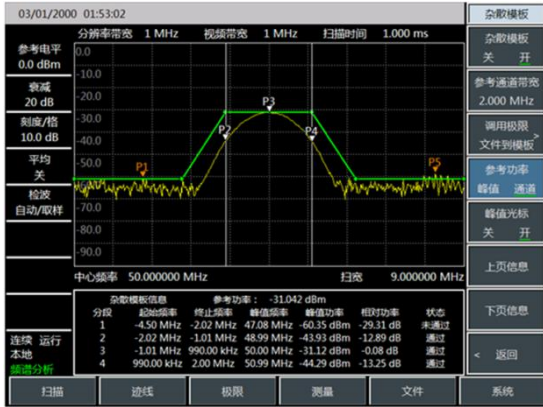 03/01/2000 01:53:02
分辨率带宽 1 MHz 视频带宽 1 MHz 扫描时间 1.000 ms
参考电平
0.0 dBm
衰减
20 dB
刻度/格
10.0 dB
平均
关
检波
自动/取样
连续 运行
本地
频谱分析
0.0
-10.0
-20.0
-30.0
-40.0
-50.0
-70.0
-80.0
-90.0
P1
P2
P3
P4
P5
中心频率 50.000000 MHz 扫宽 9.000000 MHz
杂散模板信息 参考功率： -31.042 dBm
分段 起始频率 终止频率 峰值频率 峰值功率 相对功率 状态
1 -4.50 MHz -2.02 MHz 47.08 MHz -60.35 dBm -29.31 dB 未通过
2 -2.02 MHz -1.01 MHz 48.99 MHz -43.93 dBm -12.89 dB 通过
3 -1.01 MHz 990.00 kHz 50.00 MHz -31.12 dBm -0.08 dB 通过
4 990.00 kHz 2.00 MHz 50.99 MHz -44.29 dBm -13.25 dB 通过
杂散模板
杂散模板
关 开
参考通道带宽
2.000 MHz
调用极限
文件到模板 >
参考功率
峰值 通道
峰值光标
关 开
上页信息
下页信息
< 返回
扫描 迹线 极限 测量 文件 系统